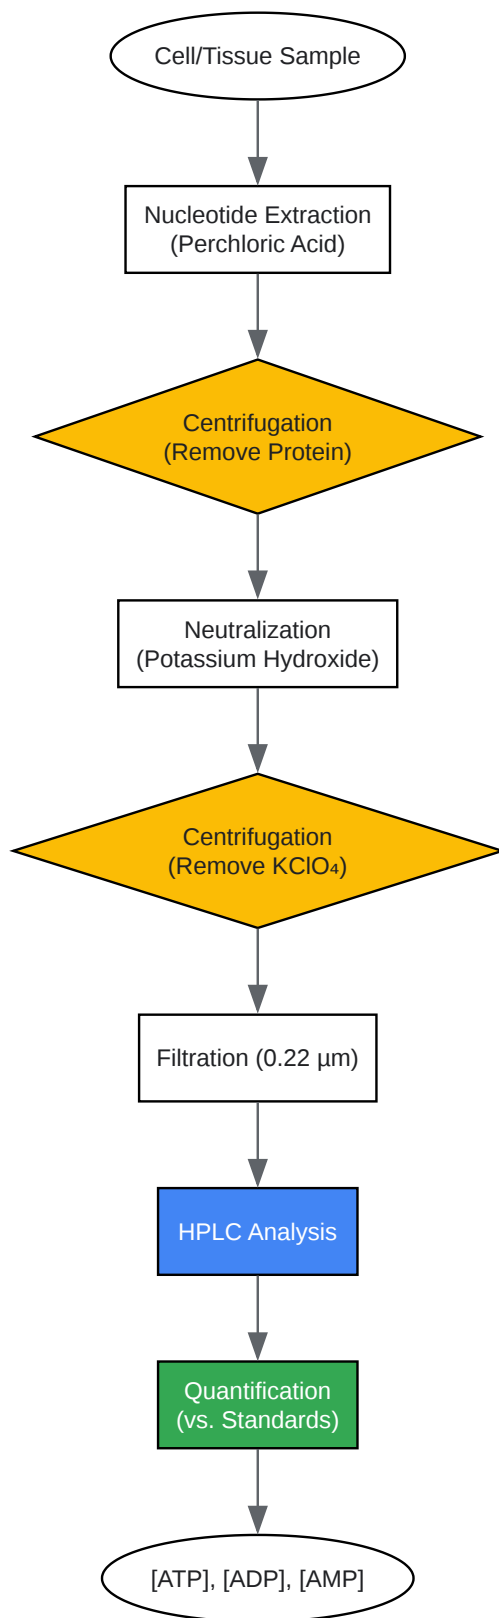 Cell/Tissue Sample
Nucleotide Extraction
(Perchloric Acid)
Centrifugation
(Remove Protein)
Neutralization
(Potassium Hydroxide)
Centrifugation
(Remove KClO₄)
Filtration (0.22 µm)
HPLC Analysis
Quantification
(vs. Standards)
[ATP], [ADP], [AMP]